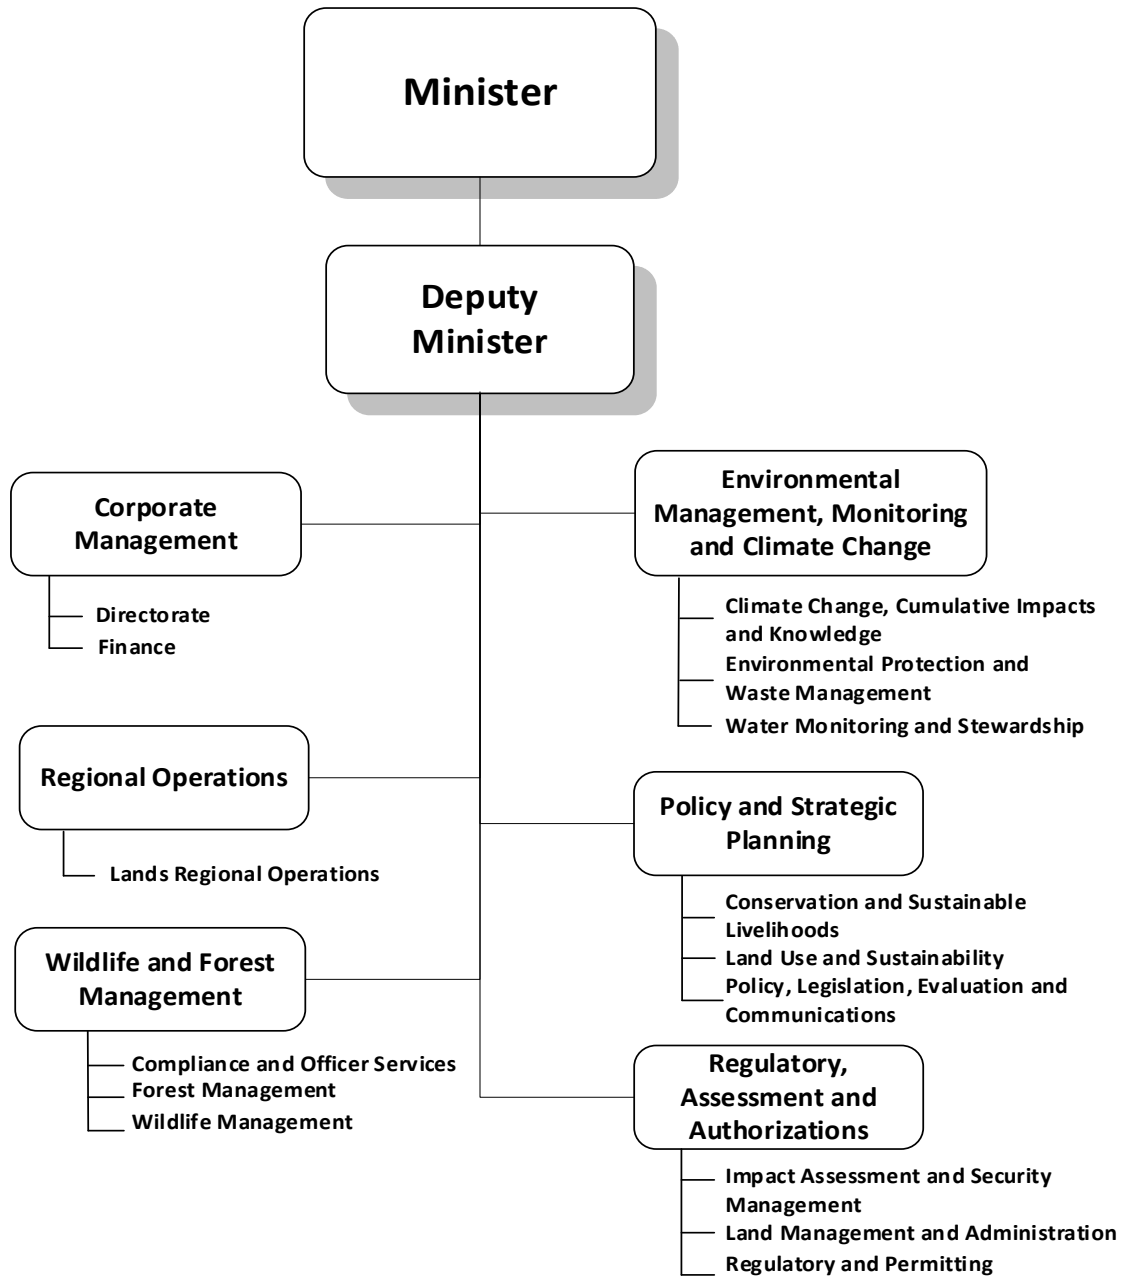 Minister
Deputy
Minister
Corporate
Management
Directorate
Finance
Regional Operations
Lands Regional Operations
Wildlife and Forest
Management
Compliance and Officer Services
Forest Management
Wildlife Management
Environmental
Management, Monitoring
and Climate Change
Climate Change, Cumulative Impacts
and Knowledge
Environmental Protection and
Waste Management
Water Monitoring and Stewardship
Policy and Strategic
Planning
Conservation and Sustainable
Livelihoods
Land Use and Sustainability
Policy, Legislation, Evaluation and
Communications
Regulatory,
Assessment and
Authorizations
Impact Assessment and Security
Management
Land Management and Administration
Regulatory and Permitting